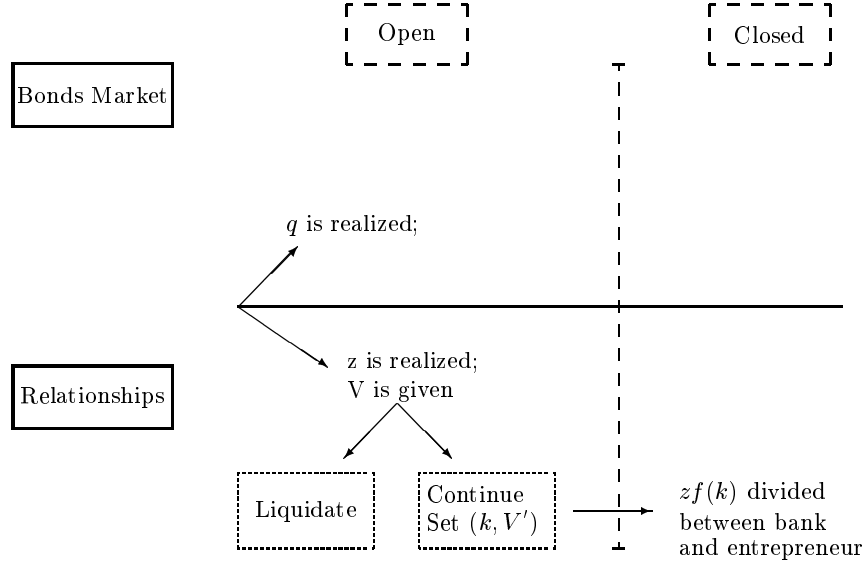 Open
Closed
Bonds Market
q is realized;
z is realized;
V is given
Relationships
Liquidate
Continue
Set (k, V')
zf(k) divided
between bank
and entrepreneur